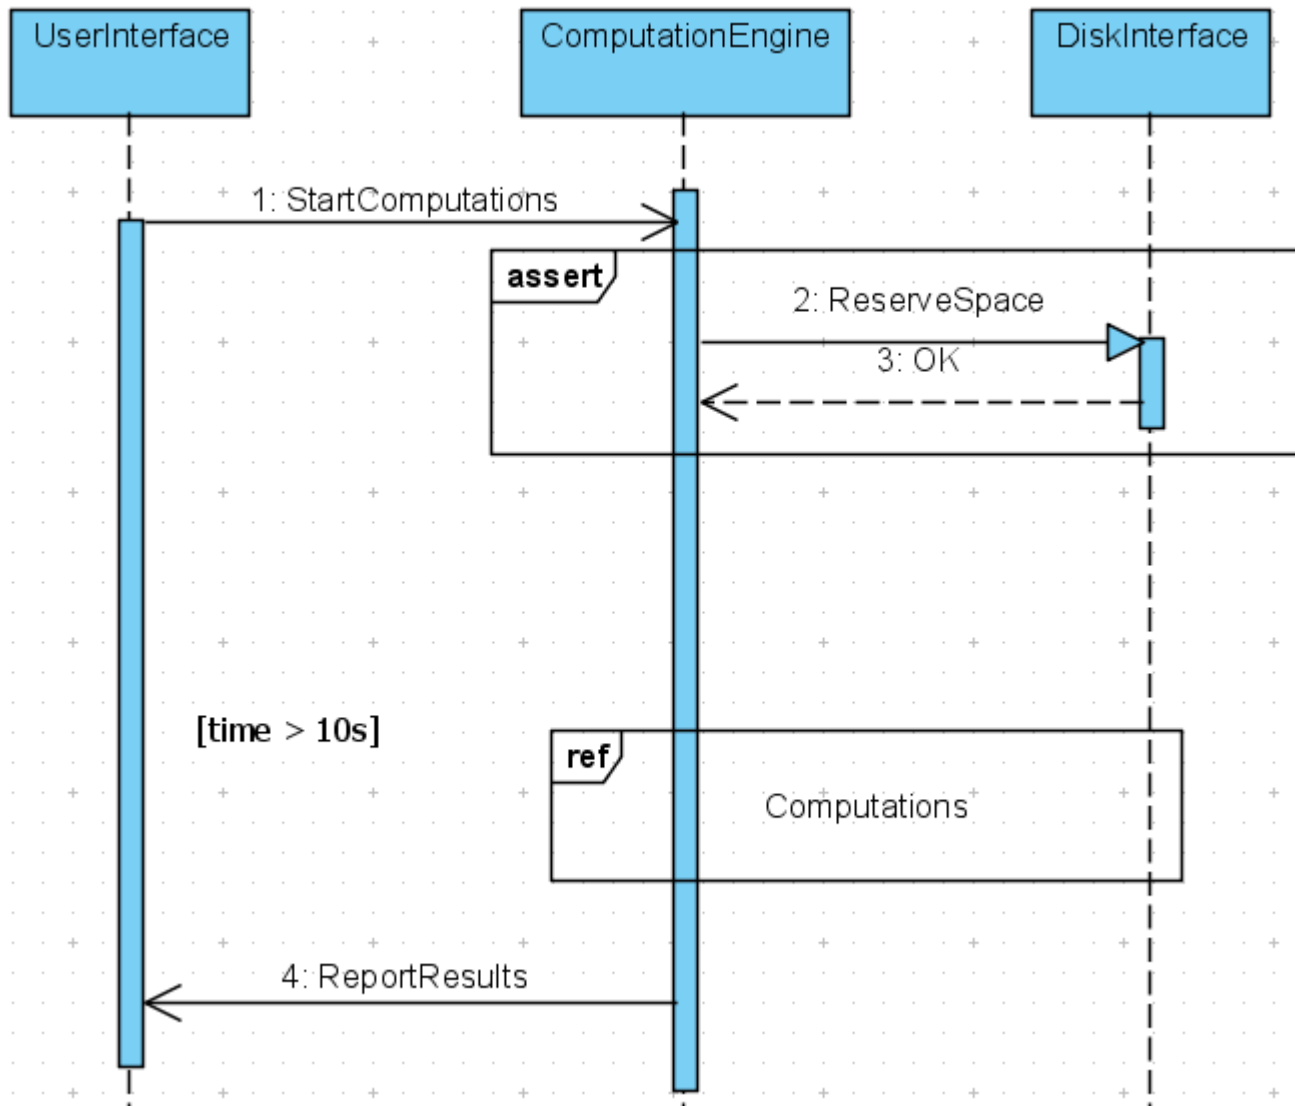 UserInterface
ComputationEngine
DiskInterface
1: StartComputations
assert
2: ReserveSpace
3: OK
[time > 10s]
ref
Computations
4: ReportResults